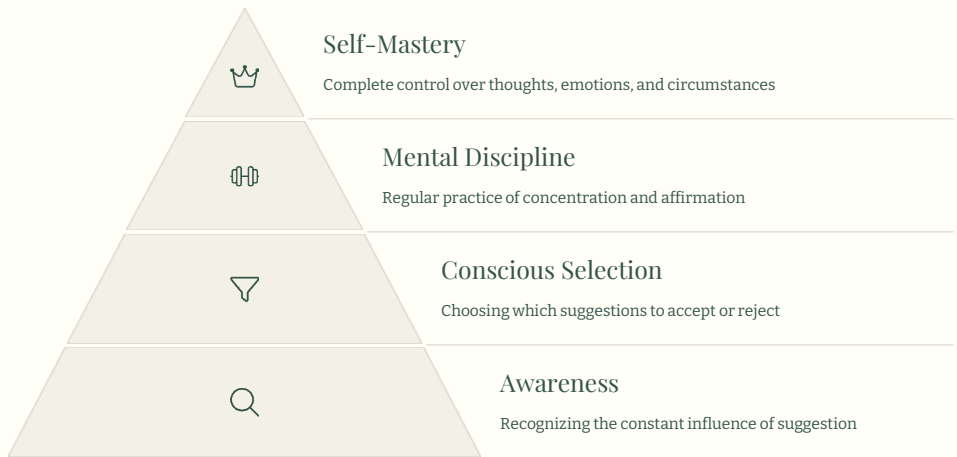 Self-Mastery
Complete control over thoughts, emotions, and circumstances
Mental Discipline
Regular practice of concentration and affirmation
Conscious Selection
Choosing which suggestions to accept or reject
Awareness
Recognizing the constant influence of suggestion